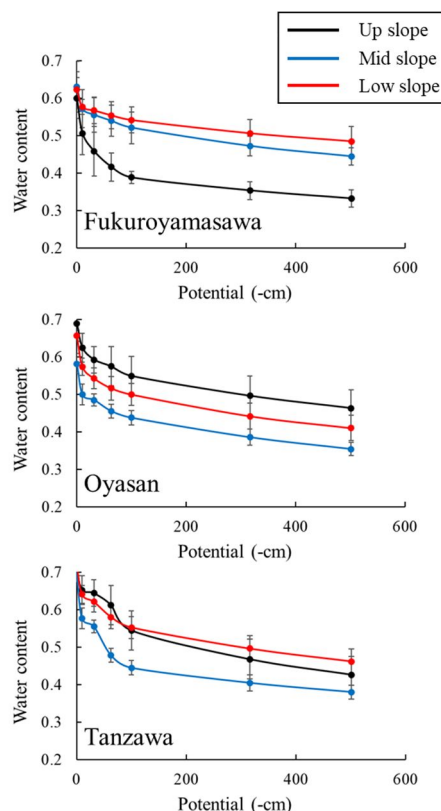 Up slope
Mid slope
Low slope
0.7
0.6
0.5
0.4
0.3
0.2
Water content
Fukuroyamasawa
0 200 400 600
Potential (-cm)
0.7
0.6
0.5
0.4
0.3
0.2
Water content
Oyasan
0 200 400 600
Potential (-cm)
0.7
0.6
0.5
0.4
0.3
0.2
Water content
Tanzawa
0 200 400 600
Potential (-cm)